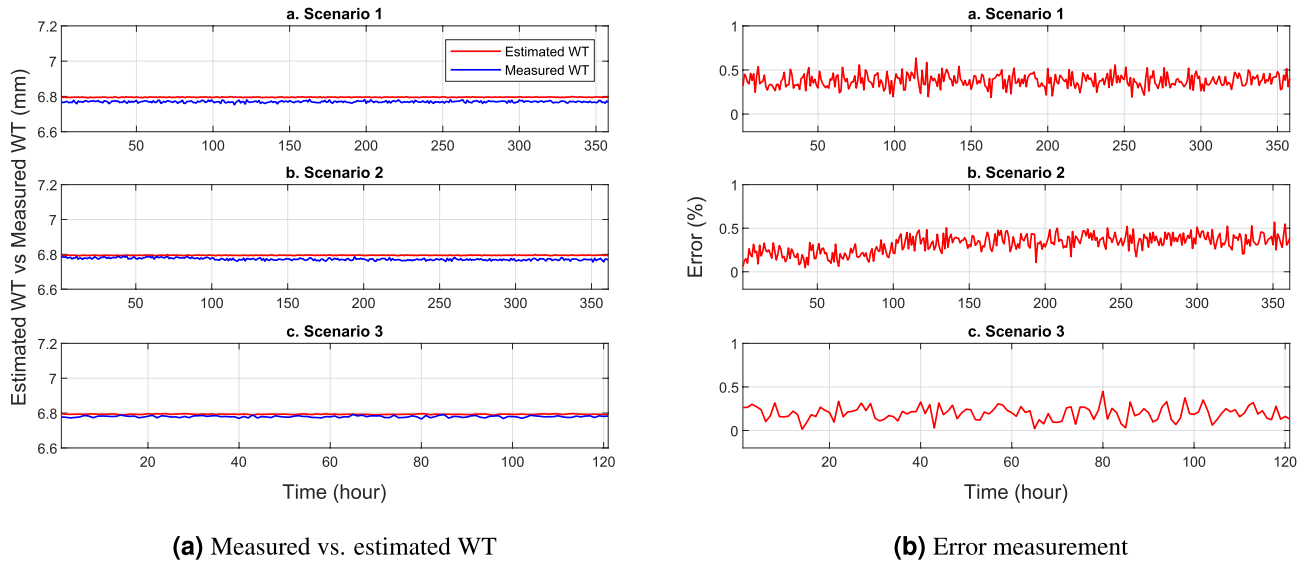 a. Scenario 1
7.2
7
6.8
6.6
Estimated WT
Measured WT
50 100 150 200 250 300 350
b. Scenario 2
7.2
7
6.8
6.6
50 100 150 200 250 300 350
c. Scenario 3
7.2
7
6.8
6.6
20 40 60 80 100 120
Estimated WT vs Measured WT (mm)
Time (hour)
(a) Measured vs. estimated WT
a. Scenario 1
1
0.5
0
50 100 150 200 250 300 350
b. Scenario 2
1
0.5
0
50 100 150 200 250 300 350
c. Scenario 3
1
0.5
0
20 40 60 80 100 120
Error (%)
Time (hour)
(b) Error measurement